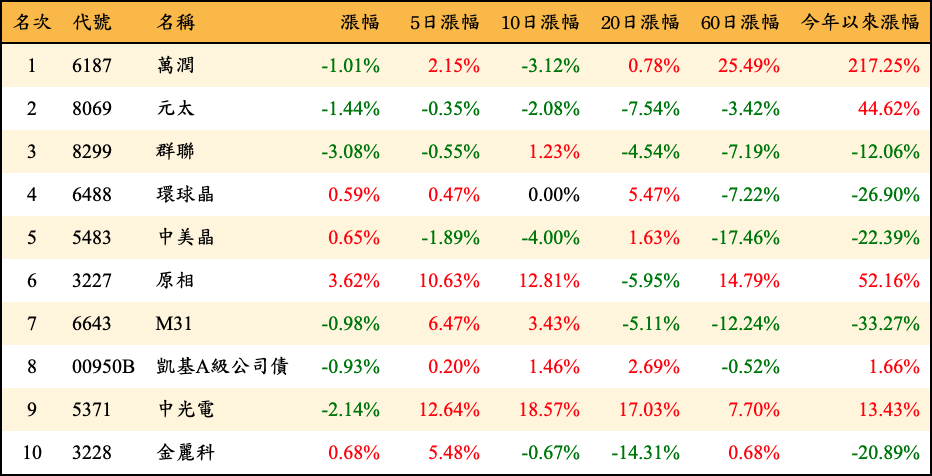 名次 代號 名稱 漲幅 5日漲幅 10日漲幅 20日漲幅 60日漲幅 今年以來漲幅
1 6187 萬潤 -1.01% 2.15% -3.12% 0.78% 25.49% 217.25%
2 8069 元太 -1.44% -0.35% -2.08% -7.54% -3.42% 44.62%
3 8299 群聯 -3.08% -0.55% 1.23% -4.54% -7.19% -12.06%
4 6488 環球晶 0.59% 0.47% 0.00% 5.47% -7.22% -26.90%
5 5483 中美晶 0.65% -1.89% -4.00% 1.63% -17.46% -22.39%
6 3227 原相 3.62% 10.63% 12.81% -5.95% 14.79% 52.16%
7 6643 M31 -0.98% 6.47% 3.43% -5.11% -12.24% -33.27%
8 00950B 凱基A級公司債 -0.93% 0.20% 1.46% 2.69% -0.52% 1.66%
9 5371 中光電 -2.14% 12.64% 18.57% 17.03% 7.70% 13.43%
10 3228 金麗科 0.68% 5.48% -0.67% -14.31% 0.68% -20.89%